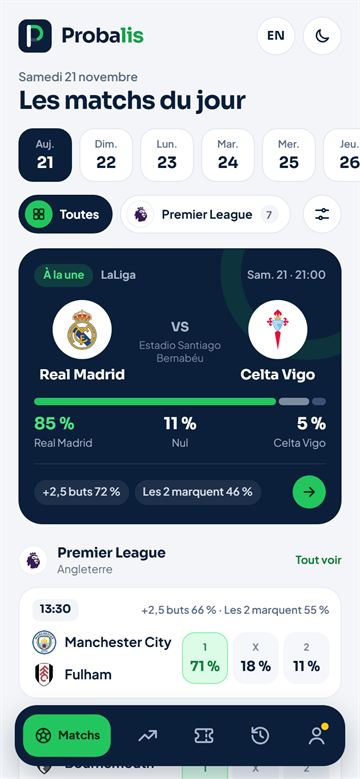 Probalis
EN
Samedi 21 novembre
Les matchs du jour
Auj. Dim. Lun. Mar. Mer. Jeu.
21 22 23 24 25 26
Toutes
Premier League 7
À la une LaLiga Sam. 21 · 21:00
VS
Estadio Santiago
Bernabéu
Real Madrid Celta Vigo
85 % 11 % 5 %
Real Madrid Nul Celta Vigo
+2,5 buts 72 % Les 2 marquent 46 %
Premier League
Angleterre
Tout voir
13:30 +2,5 buts 66 % · Les 2 marquent 55 %
Manchester City
Fulham
1 X 2
71 % 18 % 11 %
Matchs
Bournemouth